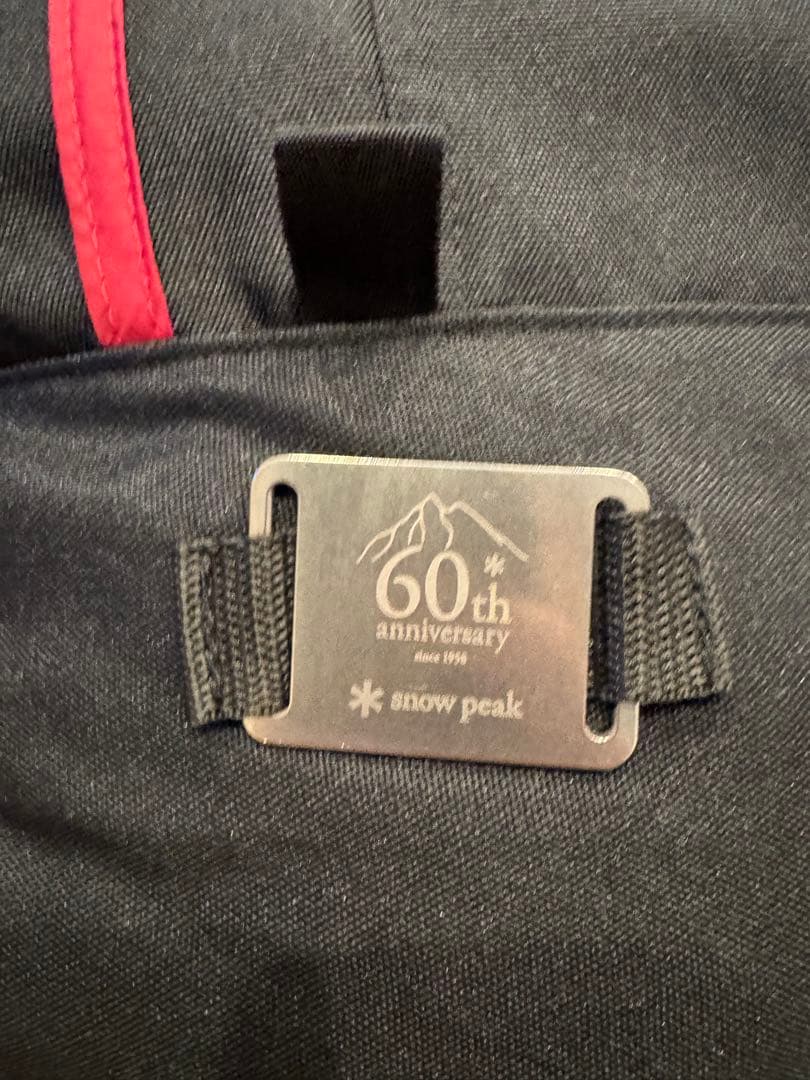 60th
anniversary
since 1958
snow peak